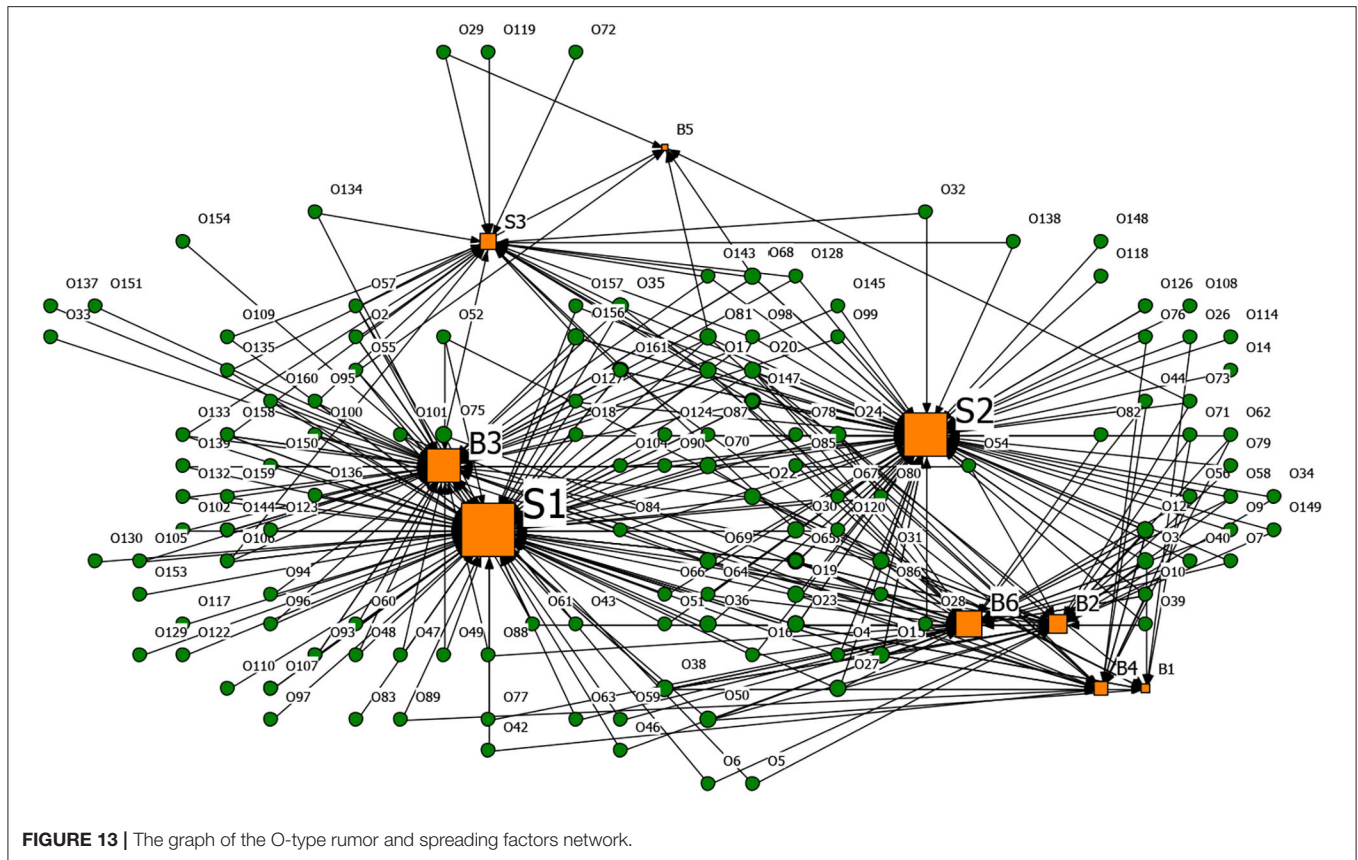 O29 O119 O72
B5
O134 O32
O154 S3 O138 O148
O143 O68 O128 O118
O137 O151 O57 O157 O35 O145 O126 O108
O33 O109 O2 O52 O156 O81 O98 O99 O76 O26 O114
O135 O55 O161 O17 O20 O14
O160 O95 O127 O147 O44 O73
O133 O158 O100 O101 O75 O18 O124 O87 O78 O24 S2 O82 O71 O62
O139 O150 B3 O104 O90 O70 O85 O54 O79
O132 O159 O136 O22 O67 O80 O56 O58 O34
O102 O144 O123 S1 O84 O30 O120 O12 O9 O149
O130 O105 O106 O69 O65 O31 O3 O40 O7
O153 O94 O66 O64 O19 O86 O10
O117 O96 O60 O61 O43 O51 O36 O23 O28 B6 B2 O39
O129 O122 O93 O48 O47 O49 O88 O16 O4 O15
O110 O107 O38 O27 B4 B1
O97 O83 O89 O77 O63 O59 O50
O42 O46
O6 O5
FIGURE 13 | The graph of the O-type rumor and spreading factors network.